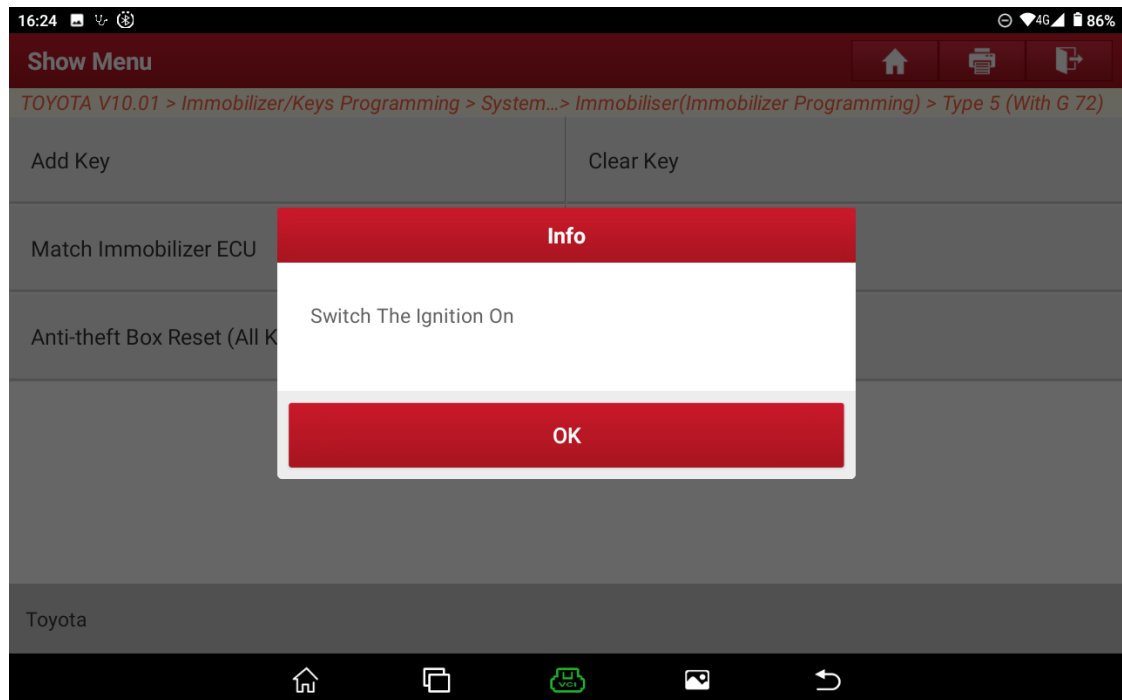 16:24
4G 86%
Show Menu
TOYOTA V10.01 > Immobilizer/Keys Programming > System...> Immobiliser(Immobilizer Programming) > Type 5 (With G 72)
Add Key
Clear Key
Match Immobilizer ECU
Info
Switch The Ignition On
Anti-theft Box Reset (All K
OK
Toyota
VCI